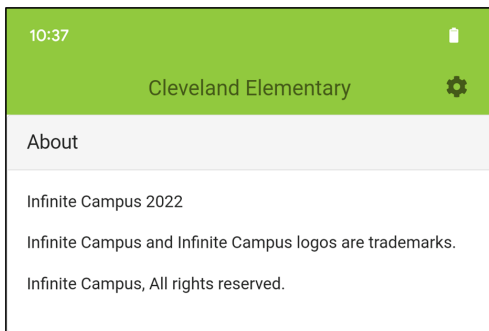 10:37
Cleveland Elementary
About
Infinite Campus 2022
Infinite Campus and Infinite Campus logos are trademarks.
Infinite Campus, All rights reserved.